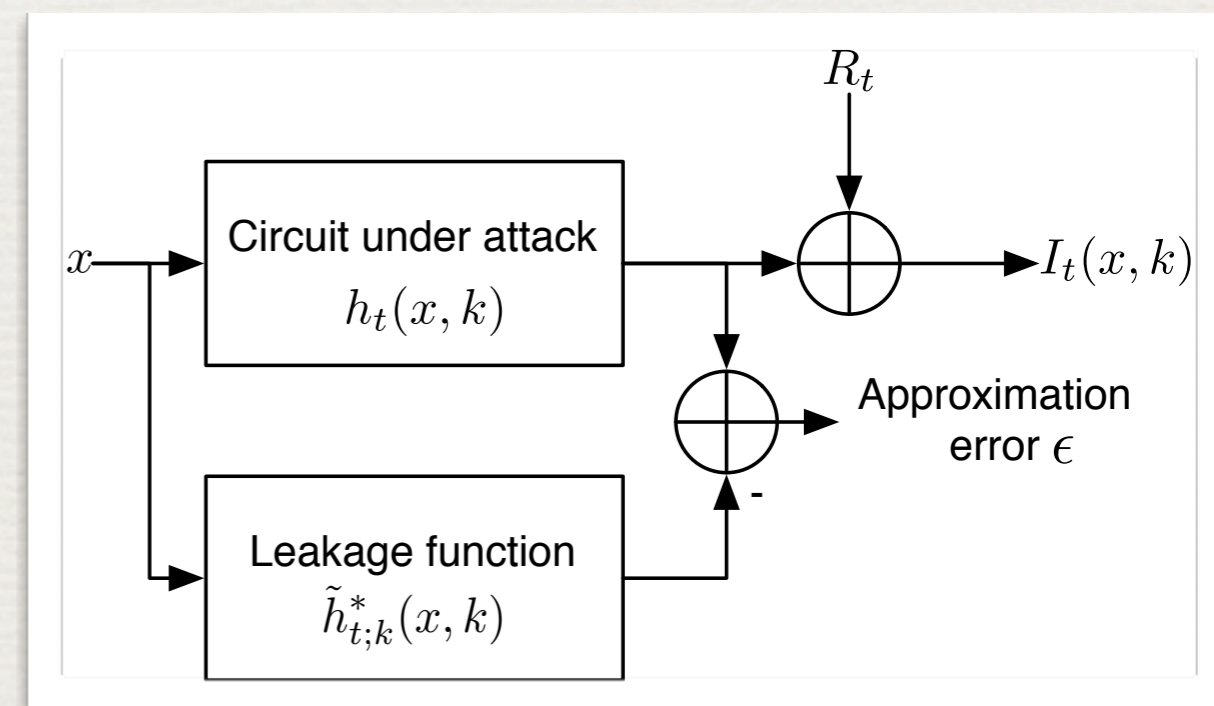 R_t
Circuit under attack
x
h_t(x, k)
I_t(x, k)
Approximation
error ϵ
-
Leakage function
h̃*_{t;k}(x, k)